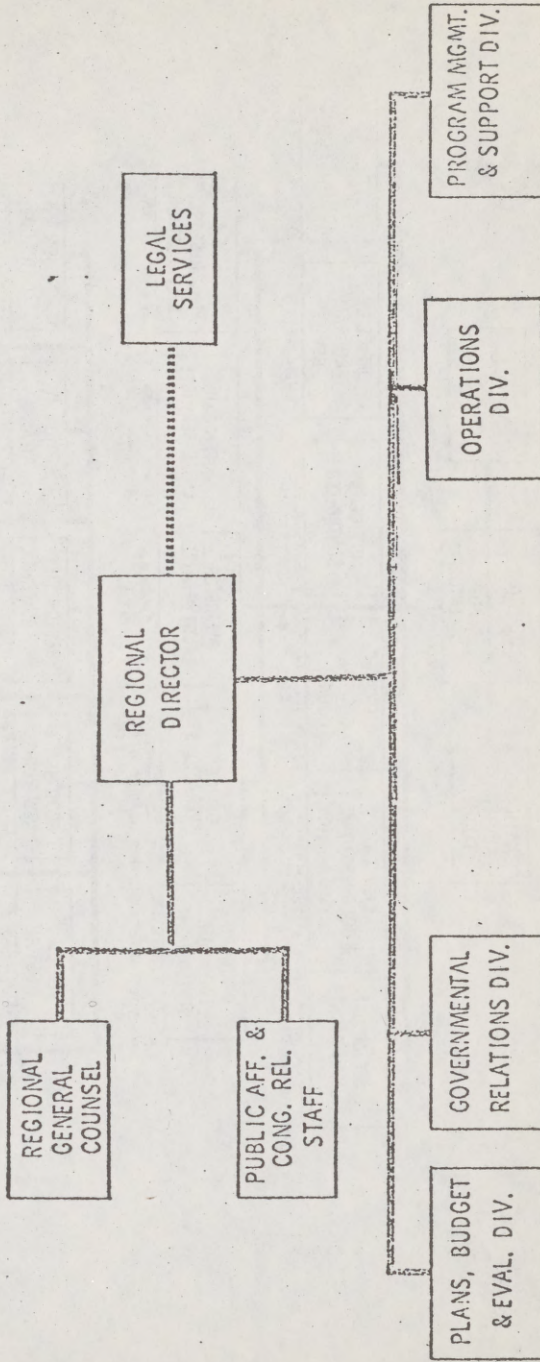 REGIONAL
GENERAL
COUNSEL
PUBLIC AFF. &
CONG. REL.
STAFF
REGIONAL
DIRECTOR
LEGAL
SERVICES
PLANS, BUDGET
& EVAL. DIV.
GOVERNMENTAL
RELATIONS DIV.
OPERATIONS
DIV.
PROGRAM MGMT.
& SUPPORT DIV.